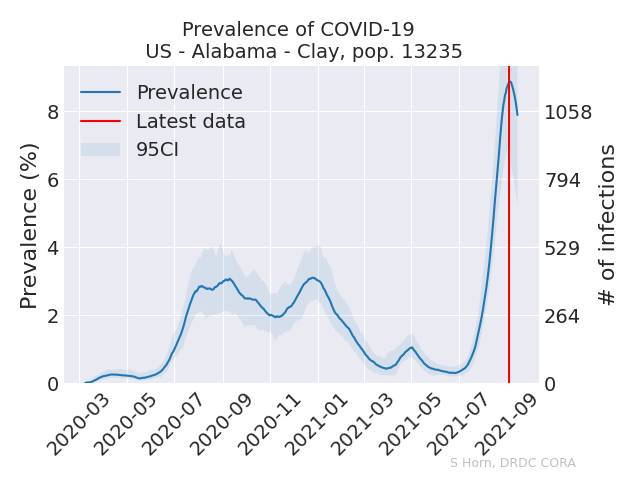 Prevalence of COVID-19
US - Alabama - Clay, pop. 13235
Prevalence
Latest data
95CI
Prevalence (%)
8
6
4
2
0
1058
794
529
264
0
# of infections
2020-03
2020-05
2020-07
2020-09
2020-11
2021-01
2021-03
2021-05
2021-07
2021-09
S Horn, DRDC CORA